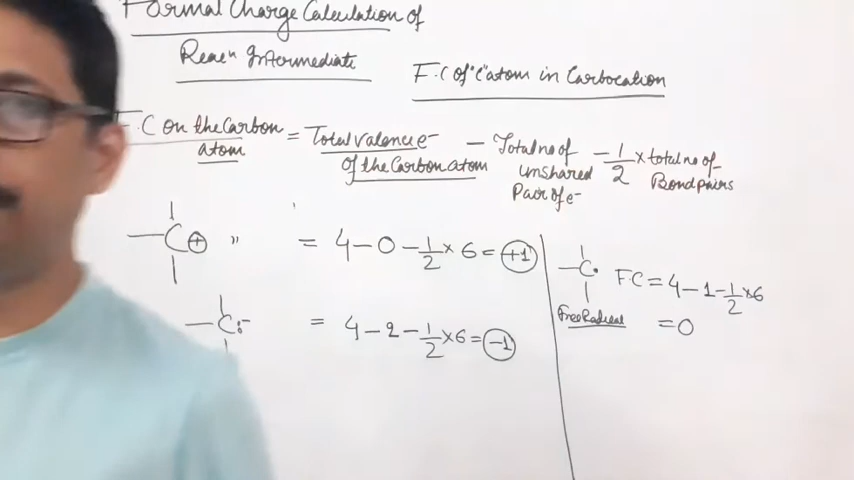 Formal Charge Calculation of
Reacn Intermediate
F.C of "C" atom in Carbocation
F.C on the Carbon atom = Total valence e- of the Carbon atom - Total no of unshared Pair of e- - 1/2 × total no of Bond pairs
C ⊕ " = 4-0-1/2×6 = +1
C:- = 4-2-1/2×6 = -1
C· F.C = 4-1-1/2×6
Free Radical = 0